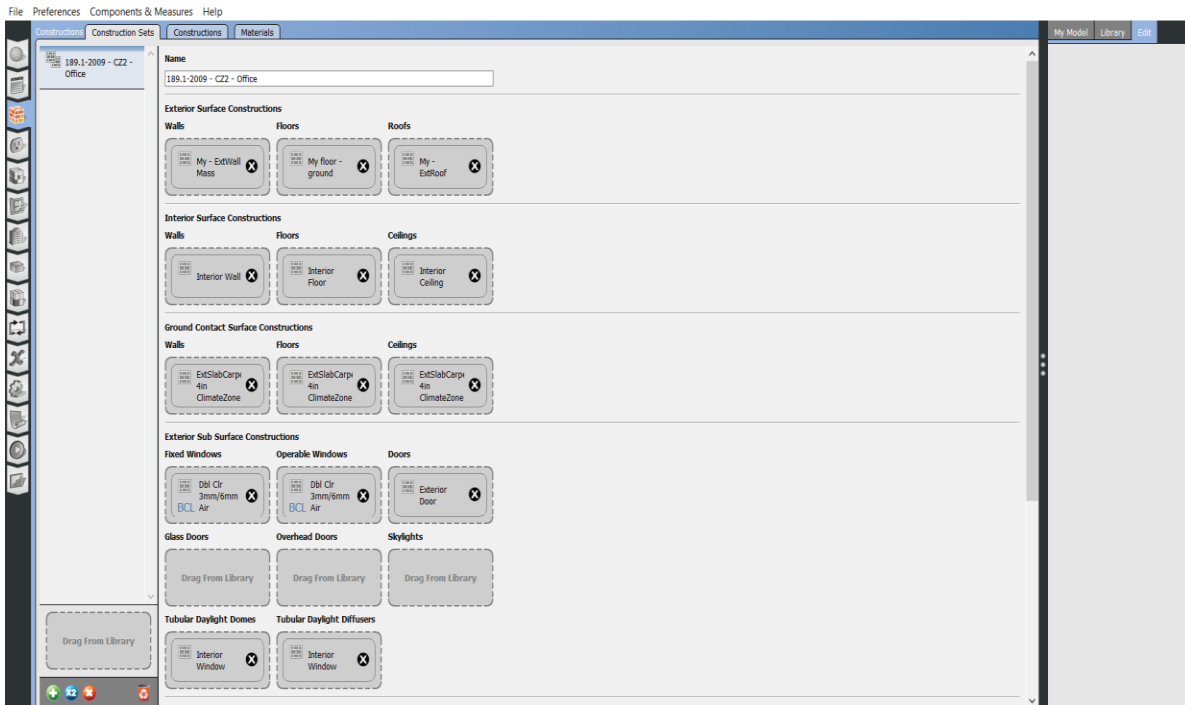 File Preferences Components & Measures Help
Constructions Construction Sets Constructions Materials My Model Library Edit
189.1-2009 - CZ2 -
Office
Name
189.1-2009 - CZ2 - Office
Exterior Surface Constructions
Walls Floors Roofs
My - ExtWall My floor - My -
Mass ground ExtRoof
Interior Surface Constructions
Walls Floors Ceilings
Interior Wall Interior Interior
Floor Ceiling
Ground Contact Surface Constructions
Walls Floors Ceilings
ExtSlabCarpe ExtSlabCarpe ExtSlabCarpe
4in 4in 4in
ClimateZone ClimateZone ClimateZone
Exterior Sub Surface Constructions
Fixed Windows Operable Windows Doors
Dbl Clr Dbl Clr Exterior
3mm/6mm 3mm/6mm Door
BCL Air BCL Air
Glass Doors Overhead Doors Skylights
Drag From Library Drag From Library Drag From Library
Tubular Daylight Domes Tubular Daylight Diffusers
Drag From Library
Interior Interior
Window Window
x2